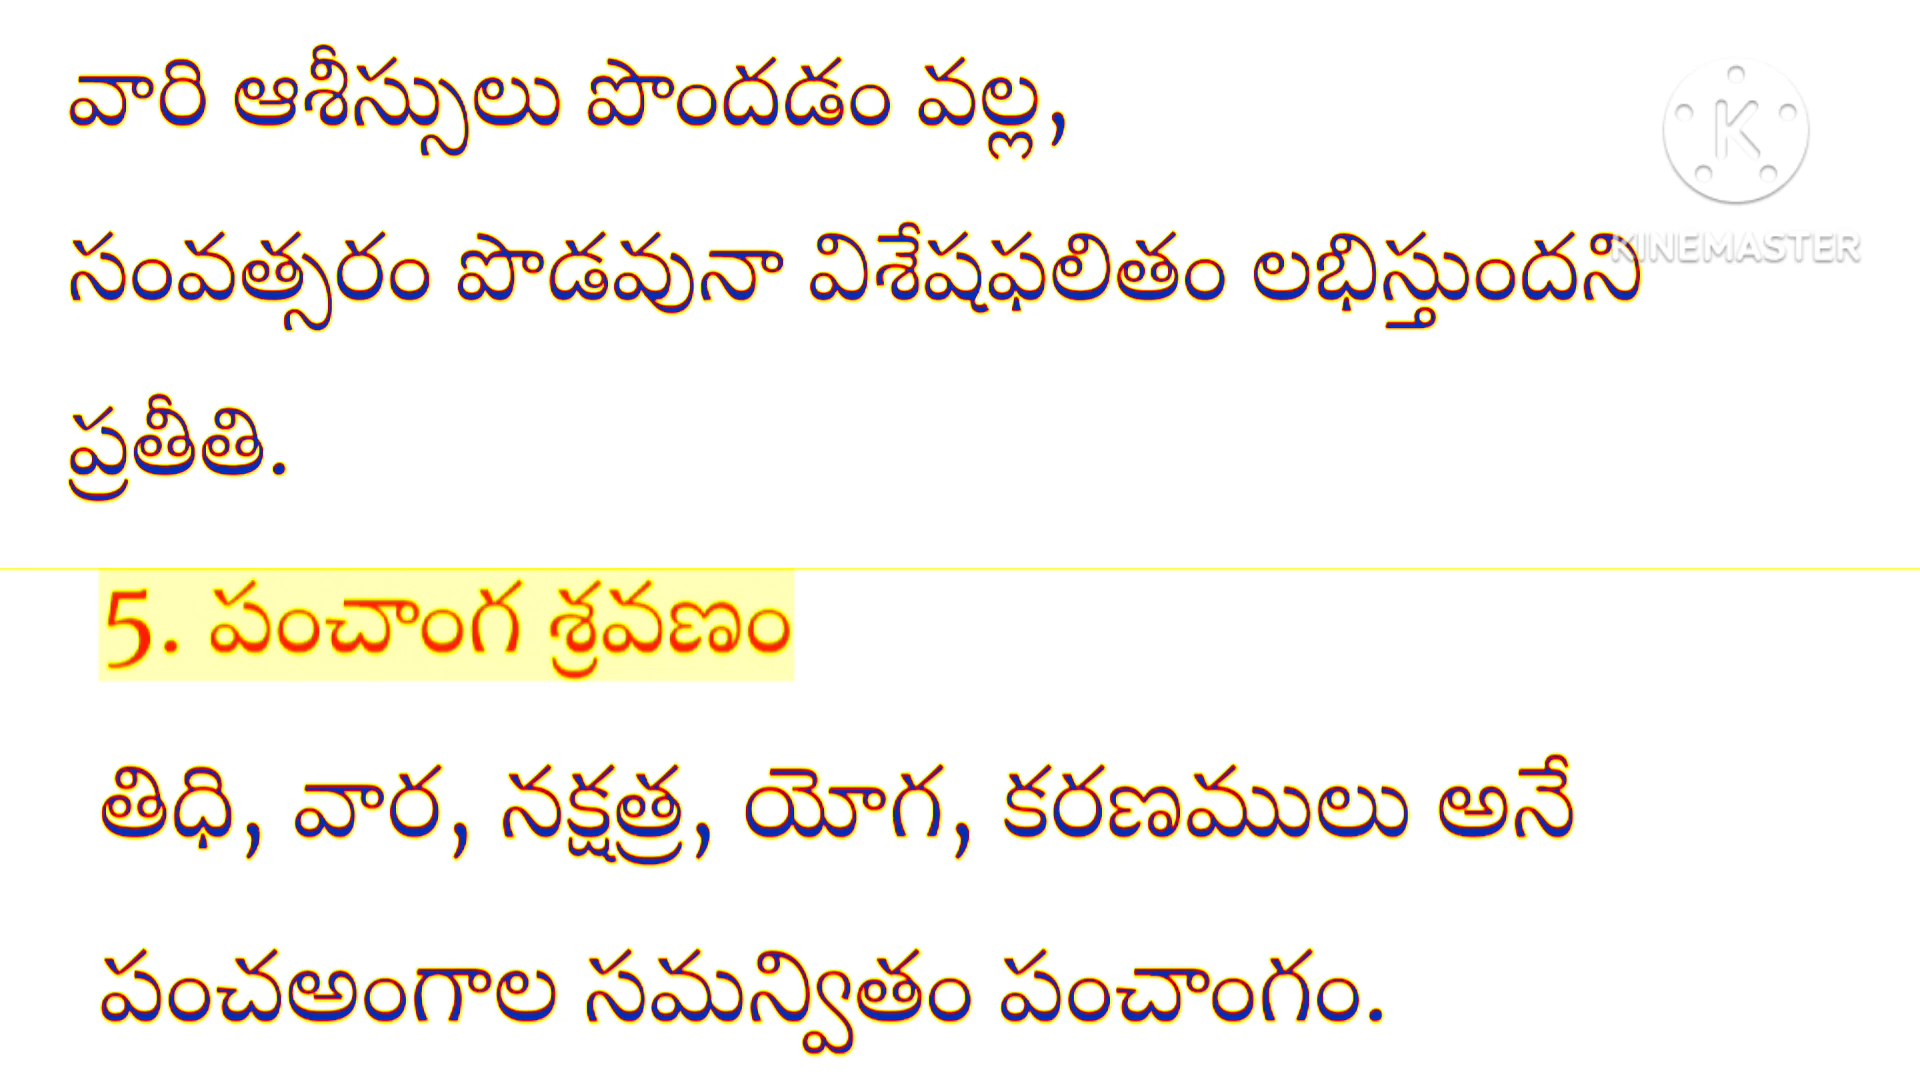 వారి ఆశీస్సులు పొందడం వల్ల,
K
KINEMASTER
సంవత్సరం పొడవునా విశేషఫలితం లభిస్తుందని
ప్రతీతి.
5. పంచాంగ శ్రవణం
తిధి, వార, నక్షత్ర, యోగ, కరణములు అనే
పంచఅంగాల సమన్వితం పంచాంగం.